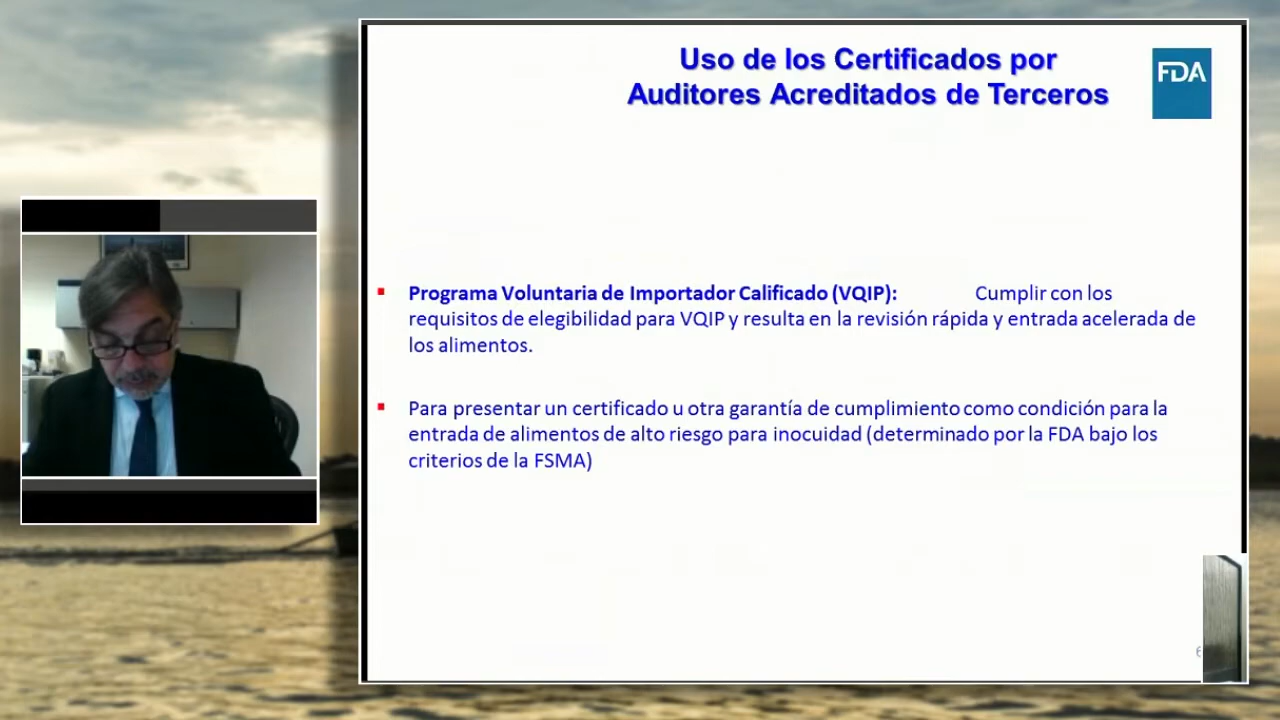 Uso de los Certificados por
Auditores Acreditados de Terceros
FDA
Programa Voluntaria de Importador Calificado (VQIP): Cumplir con los
requisitos de elegibilidad para VQIP y resulta en la revisión rápida y entrada acelerada de
los alimentos.
Para presentar un certificado u otra garantía de cumplimiento como condición para la
entrada de alimentos de alto riesgo para inocuidad (determinado por la FDA bajo los
criterios de la FSMA)